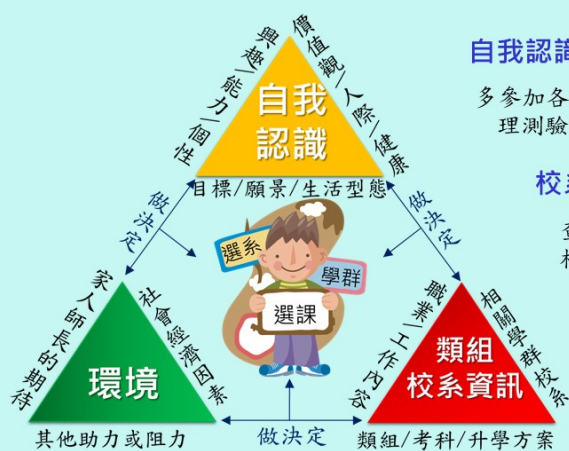 興趣/能力/個性
價值觀/人際/健康
自我
認識
目標/願景/生活型態
自我認識
多參加各
理測驗
校系
做決定
做決定
選系
學群
選課
家人師長的期待
社會經濟因素
環境
其他助力或阻力
做決定
職業/工作內容
相關學群校系
類組
校系資訊
類組/考科/升學方案